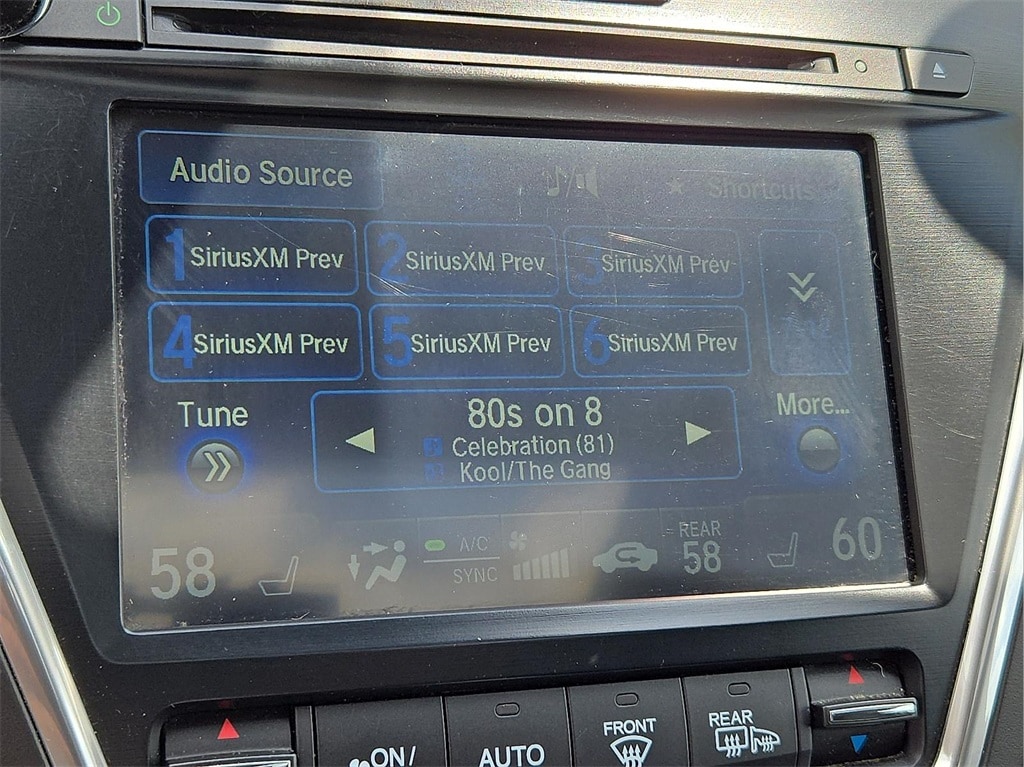 Audio Source
Shortcuts
1 SiriusXM Prev 2 SiriusXM Prev 3 SiriusXM Prev
4 SiriusXM Prev 5 SiriusXM Prev 6 SiriusXM Prev
Tune 80s on 8 More...
Celebration (81)
Kool/The Gang
58 A/C SYNC REAR 58 60
ON/ AUTO FRONT REAR